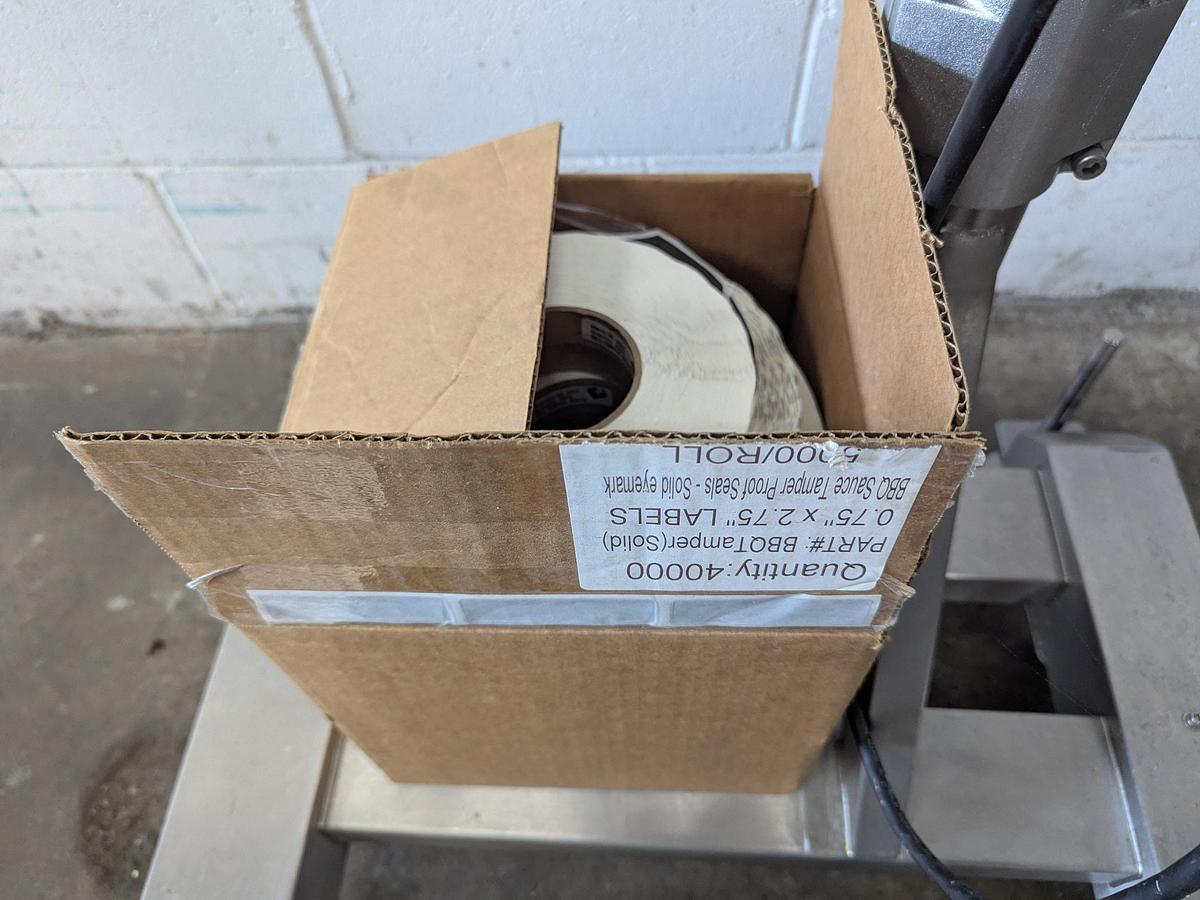 Quantity:40000
PART#: BBQTamper(Solid)
0.75" x 2.75" LABELS
BBQ Sauce Tamper Proof Seals - Solid eyemark
5000/ROLL